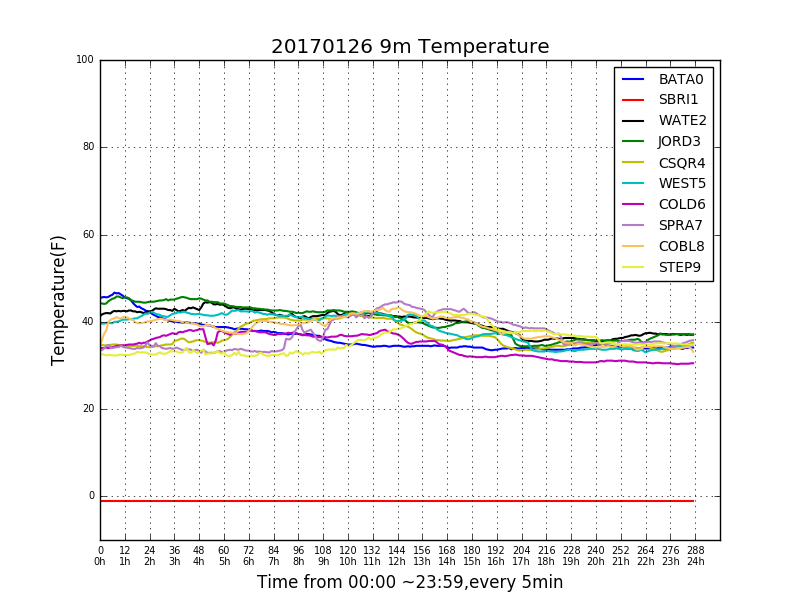 20170126 9m Temperature
100
80
60
40
20
0
Temperature(F)
BATA0
SBRI1
WATE2
JORD3
CSQR4
WEST5
COLD6
SPRA7
COBL8
STEP9
0 12 24 36 48 60 72 84 96 108 120 132 144 156 168 180 192 204 216 228 240 252 264 276 288
0h 1h 2h 3h 4h 5h 6h 7h 8h 9h 10h 11h 12h 13h 14h 15h 16h 17h 18h 19h 20h 21h 22h 23h 24h
Time from 00:00 ~23:59,every 5min